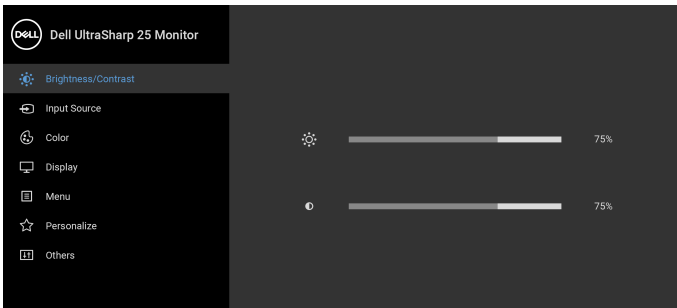 DELL
Dell UltraSharp 25 Monitor
Brightness/Contrast
Input Source
Color
75%
Display
Menu
75%
Personalize
Others